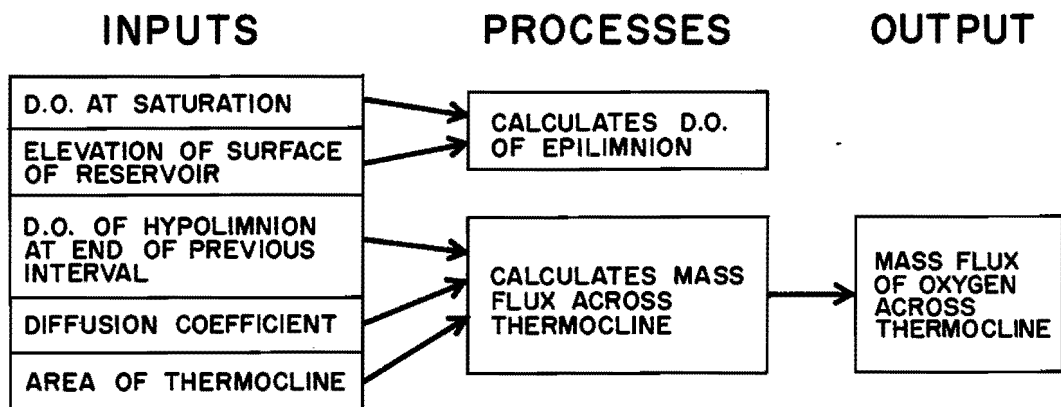 INPUTS
PROCESSES
OUTPUT
D.O. AT SATURATION
ELEVATION OF SURFACE
OF RESERVOIR
D.O. OF HYPOLIMNION
AT END OF PREVIOUS
INTERVAL
DIFFUSION COEFFICIENT
AREA OF THERMOCLINE
CALCULATES D.O.
OF EPILIMNION
CALCULATES MASS
FLUX ACROSS
THERMOCLINE
MASS FLUX
OF OXYGEN
ACROSS
THERMOCLINE